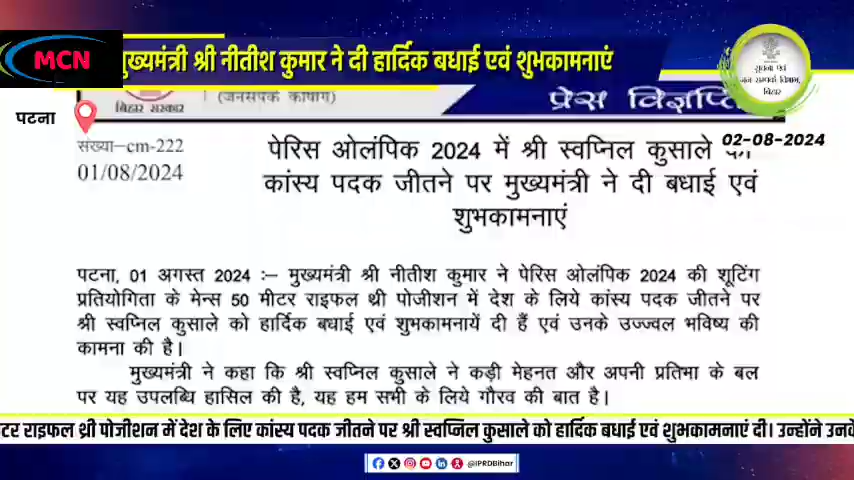 MCN
मुख्यमंत्री श्री नीतीश कुमार ने दी हार्दिक बधाई एवं शुभकामनाएं
सूचना एवं
जन सम्पर्क विभाग,
बिहार
पटना
बिहार सरकार
(जनसंपर्क कोषांग)
प्रेस विज्ञप्ति
02-08-2024
संख्या–cm-222
01/08/2024
पेरिस ओलंपिक 2024 में श्री स्वप्निल कुसाले को
कांस्य पदक जीतने पर मुख्यमंत्री ने दी बधाई एवं
शुभकामनाएं
पटना, 01 अगस्त 2024 :– मुख्यमंत्री श्री नीतीश कुमार ने पेरिस ओलंपिक 2024 की शूटिंग
प्रतियोगिता के मेन्स 50 मीटर राइफल थ्री पोजीशन में देश के लिये कांस्य पदक जीतने पर
श्री स्वप्निल कुसाले को हार्दिक बधाई एवं शुभकामनायें दी हैं एवं उनके उज्ज्वल भविष्य की
कामना की है।
मुख्यमंत्री ने कहा कि श्री स्वप्निल कुसाले ने कड़ी मेहनत और अपनी प्रतिभा के बल
पर यह उपलब्धि हासिल की है, यह हम सभी के लिये गौरव की बात है।
टर राइफल थ्री पोजीशन में देश के लिए कांस्य पदक जीतने पर श्री स्वप्निल कुसाले को हार्दिक बधाई एवं शुभकामनाएं दी। उन्होंने उनके
@IPRDBihar